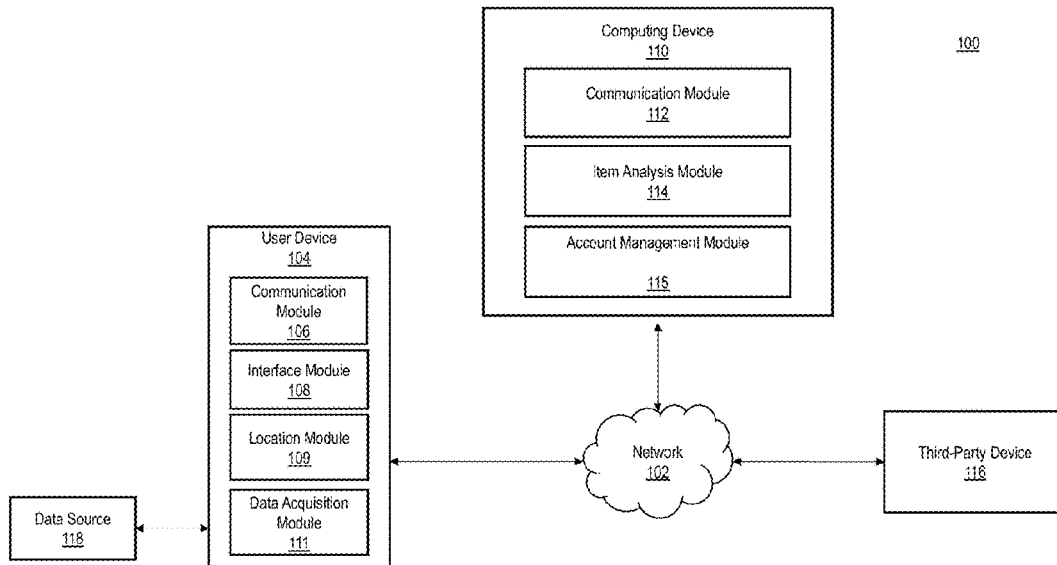 Computing Device
110
100
Communication Module
112
Item Analysis Module
114
Account Management Module
115
User Device
104
Communication
Module
106
Interface Module
108
Location Module
109
Data Acquisition
Module
111
Network
102
Third-Party Device
116
Data Source
118